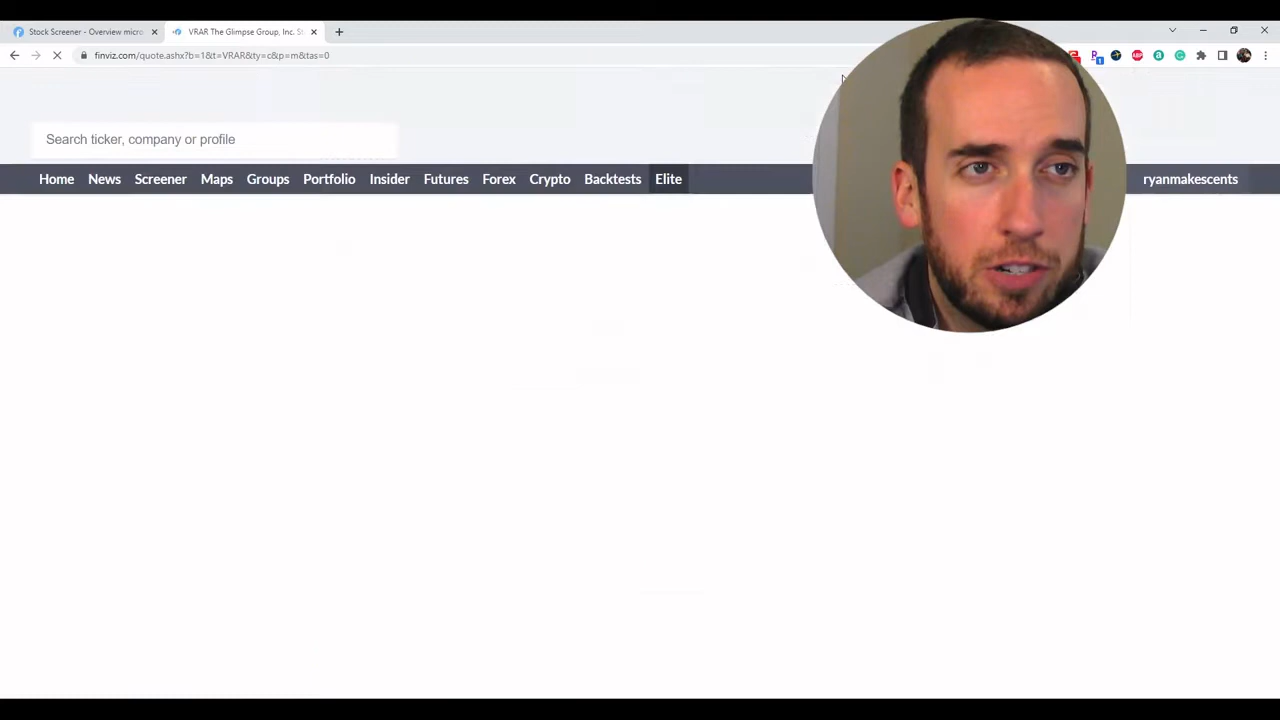 Stock Screener - Overview micro
VRAR The Glimpse Group, Inc. St
finviz.com/quote.ashx?b=1&t=VRAR&ty=c&p=m&tas=0
Search ticker, company or profile
Home News Screener Maps Groups Portfolio Insider Futures Forex Crypto Backtests Elite ryanmakescents